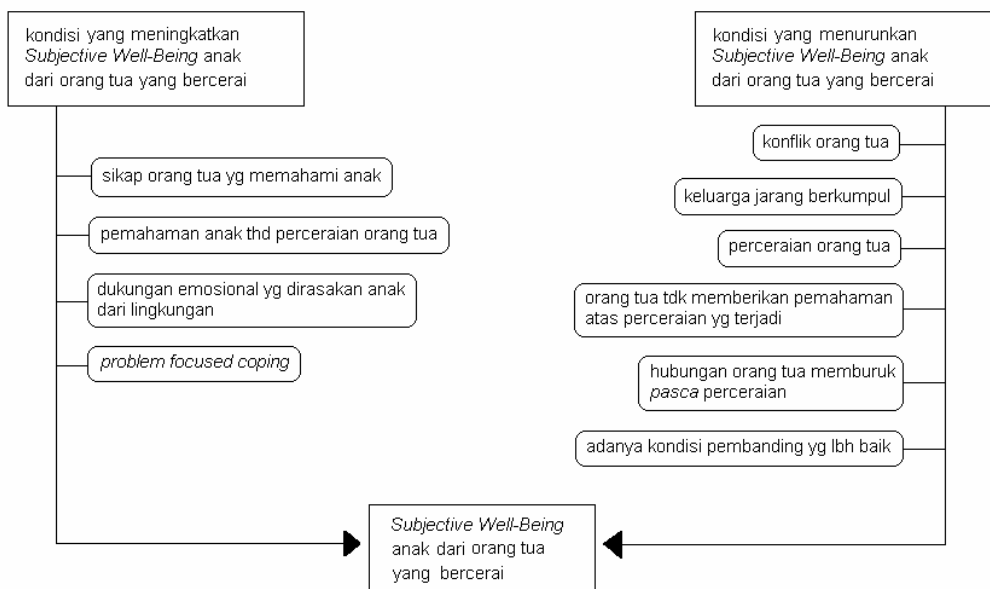 kondisi yang meningkatkan
Subjective Well-Being anak
dari orang tua yang bercerai
sikap orang tua yg memahami anak
pemahaman anak thd perceraian orang tua
dukungan emosional yg dirasakan anak
dari lingkungan
problem focused coping
kondisi yang menurunkan
Subjective Well-Being anak
dari orang tua yang bercerai
konflik orang tua
keluarga jarang berkumpul
perceraian orang tua
orang tua tdk memberikan pemahaman
atas perceraian yg terjadi
hubungan orang tua memburuk
pasca perceraian
adanya kondisi pembanding yg lbh baik
Subjective Well-Being
anak dari orang tua
yang bercerai